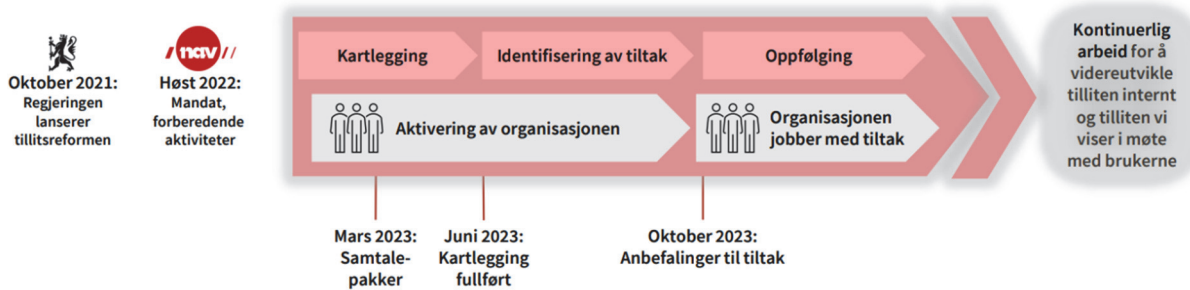 nav
Oktober 2021:
Regjeringen
lanserer
tillitsreformen
Høst 2022:
Mandat,
forberedende
aktiviteter
Kartlegging
Identifisering av tiltak
Oppfølging
Aktivering av organisasjonen
Organisasjonen
jobber med tiltak
Mars 2023:
Samtale-
pakker
Juni 2023:
Kartlegging
fullført
Oktober 2023:
Anbefalinger til tiltak
Kontinuerlig
arbeid for å
videreutvikle
tilliten internt
og tilliten vi
viser i møte
med brukerne